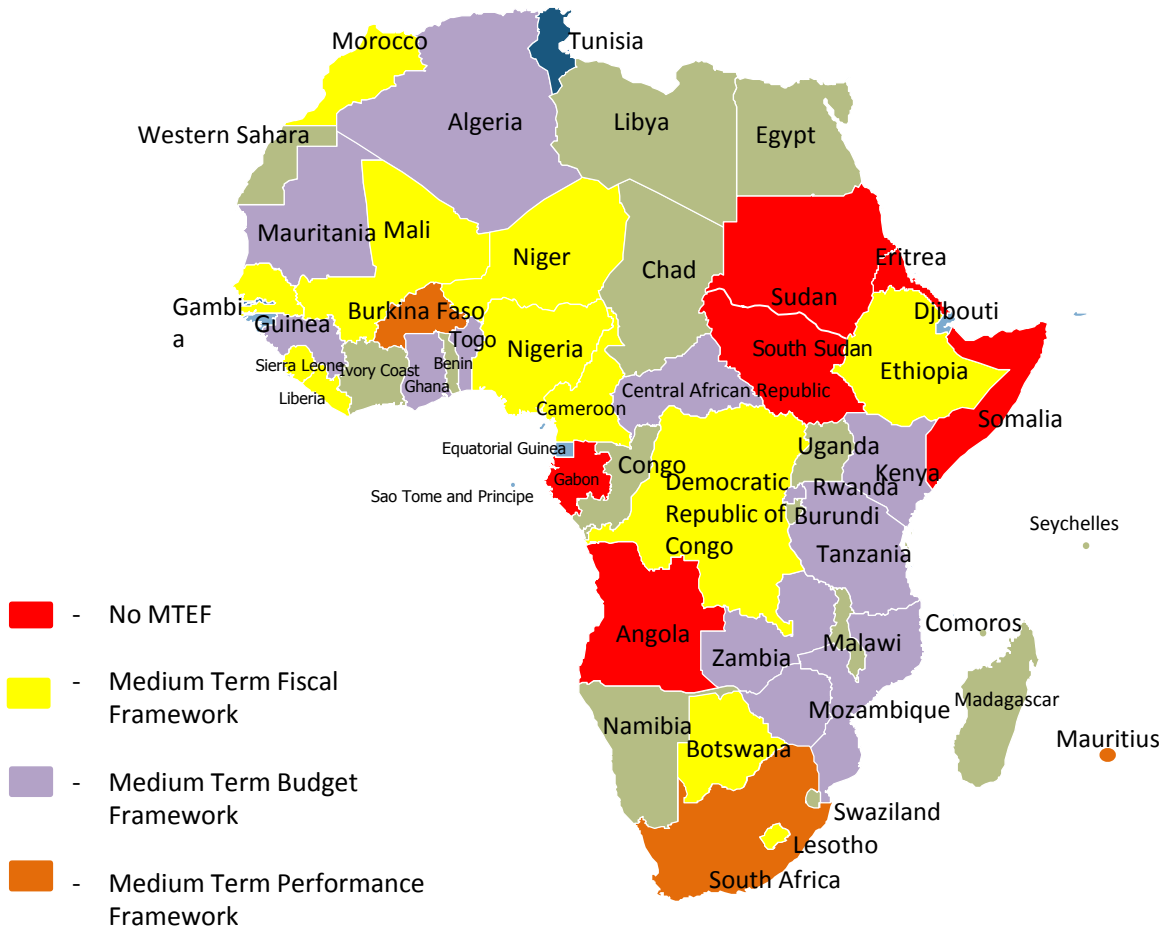 Morocco
Tunisia
Algeria
Libya
Egypt
Western Sahara
Mauritania
Mali
Niger
Chad
Eritrea
Sudan
Gambi
a
Guinea
Burkina Faso
Djibouti
Togo
Nigeria
South Sudan
Sierra Leone
Ivory Coast
Benin
Ghana
Ethiopia
Liberia
Cameroon
Central African Republic
Somalia
Equatorial Guinea
Uganda
Congo
Kenya
Gabon
Democratic
Republic of
Congo
Rwanda
Sao Tome and Principe
Burundi
Seychelles
Tanzania
- No MTEF
Angola
Comoros
Malawi
Zambia
- Medium Term Fiscal
Framework
Namibia
Mozambique
Madagascar
Botswana
Mauritius
- Medium Term Budget
Framework
Swaziland
Lesotho
South Africa
- Medium Term Performance
Framework